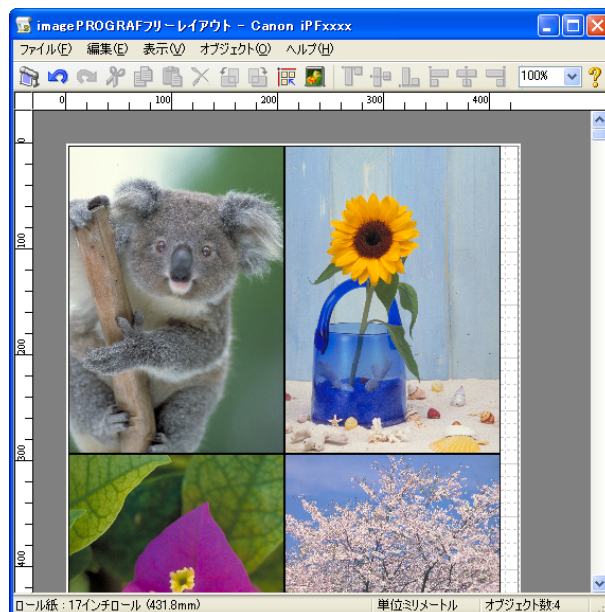 imagePROGRAFフリーレイアウト - Canon iPFxxxx
ファイル(F) 編集(E) 表示(V) オブジェクト(O) ヘルプ(H)
100%
0 100 200 300 400
0
100
200
300
400
ロール紙 : 17インチロール (431.8mm) 単位:ミリメートル オブジェクト数:4